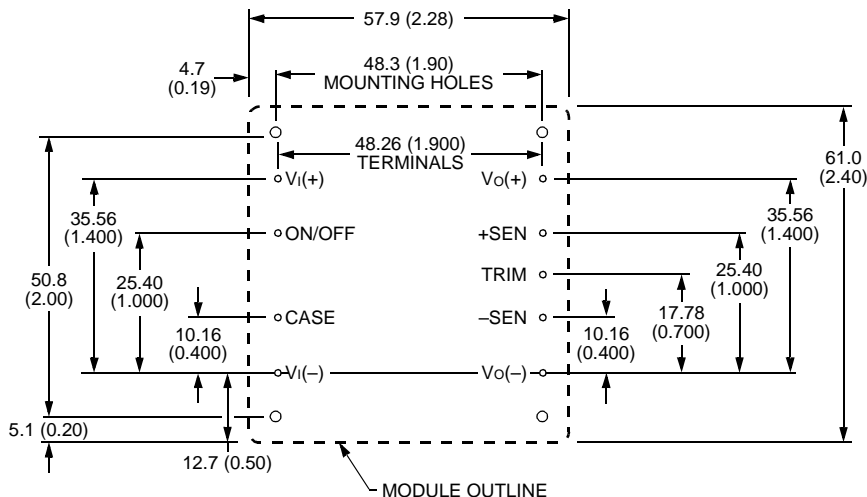 57.9 (2.28)
48.3 (1.90)
MOUNTING HOLES
4.7
(0.19)
48.26 (1.900)
TERMINALS
61.0
(2.40)
VI(+)
VO(+)
35.56
(1.400)
35.56
(1.400)
ON/OFF
+SEN
25.40
(1.000)
25.40
(1.000)
TRIM
50.8
(2.00)
17.78
(0.700)
CASE
–SEN
10.16
(0.400)
10.16
(0.400)
VI(–)
VO(–)
5.1 (0.20)
12.7 (0.50)
MODULE OUTLINE